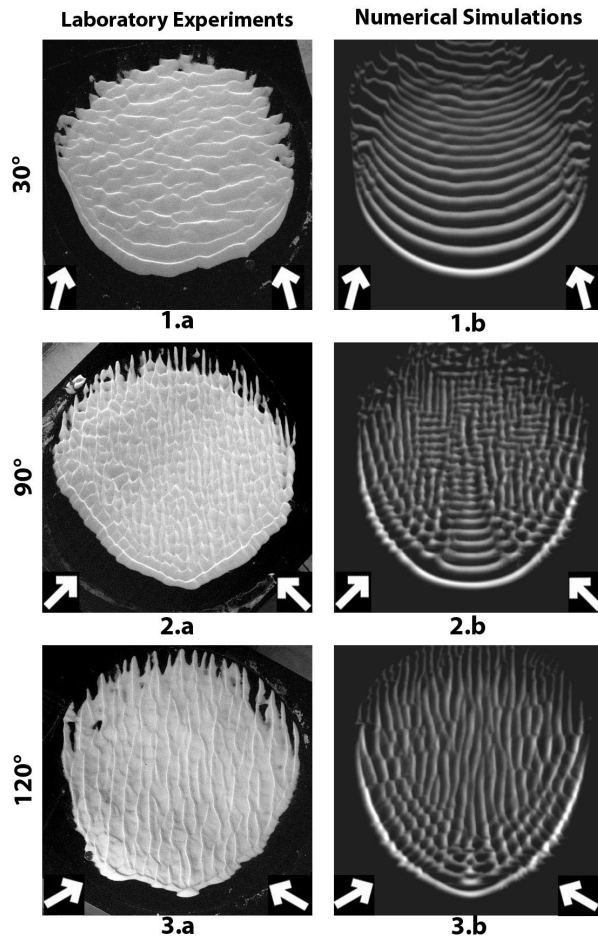 Laboratory Experiments Numerical Simulations
30°
1.a 1.b
90°
2.a 2.b
120°
3.a 3.b